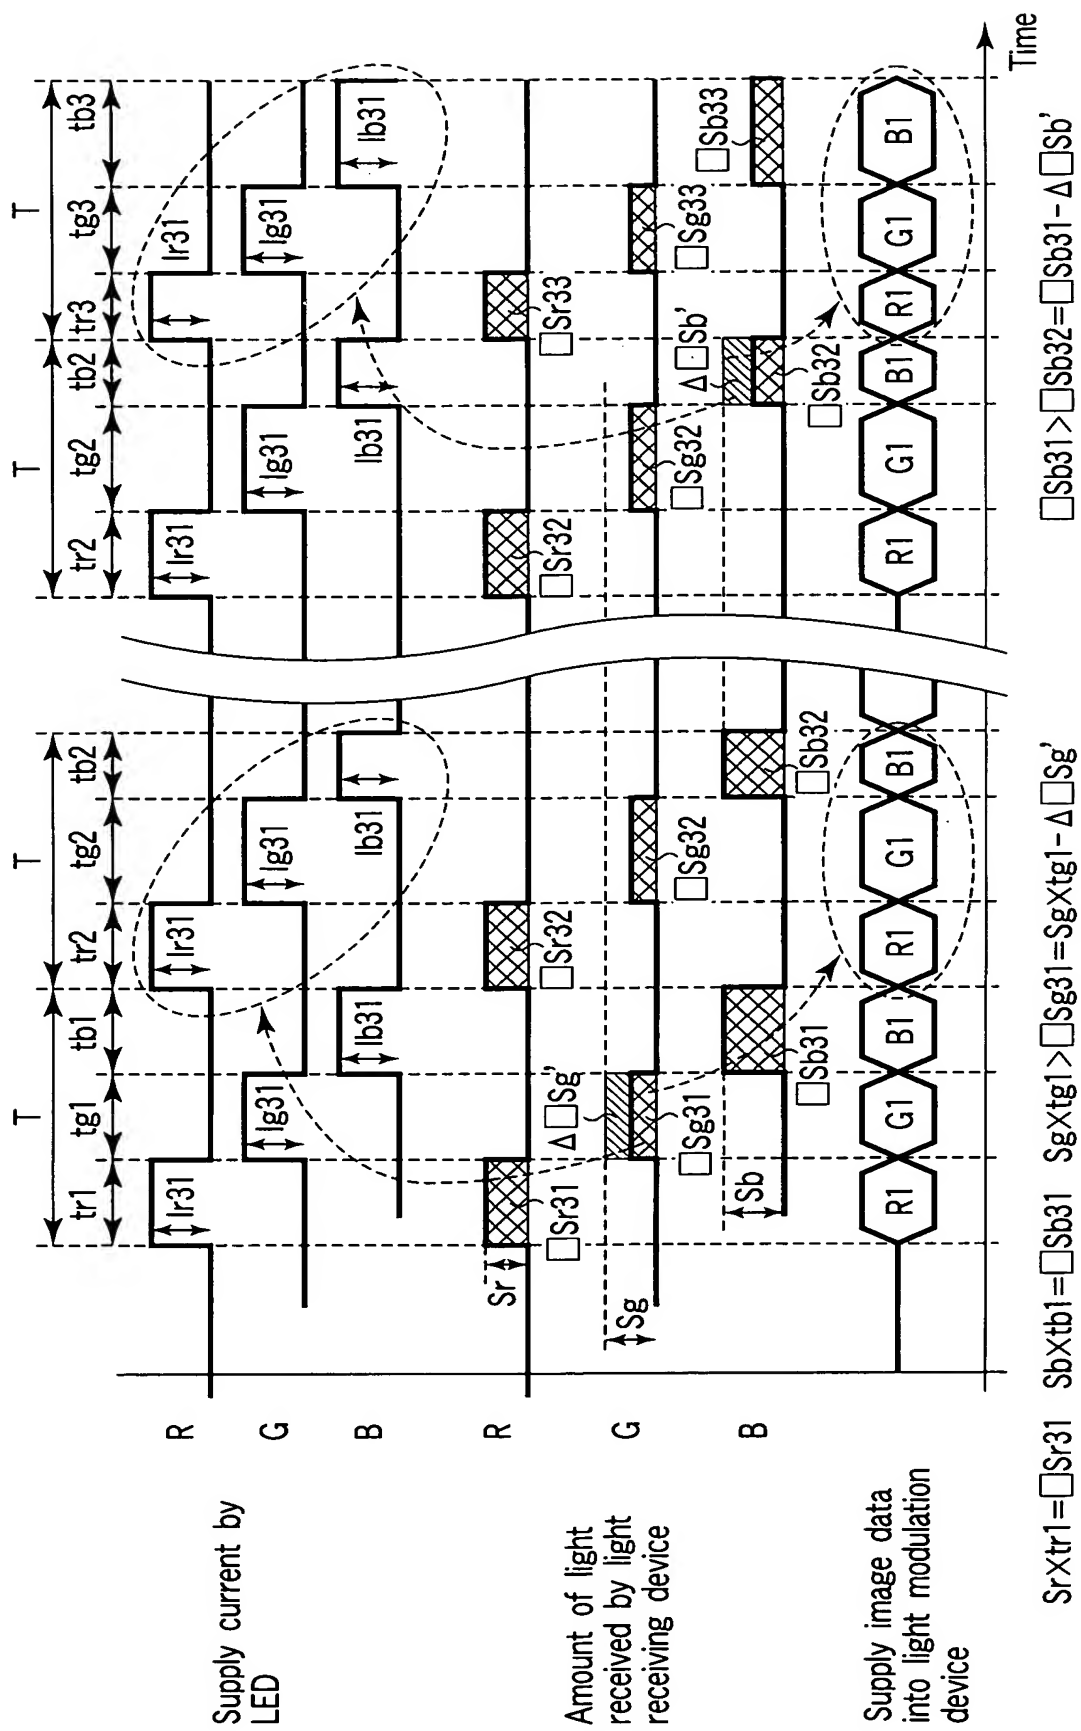 T
T
T
T
tr1
tg1
tb1
tr2
tg2
tb2
tr2
tg2
tb2
tr3
tg3
tb3
Supply current by
LED
R
Ir31
Ir31
Ir31
Ir31
G
Ig31
Ig31
Ig31
Ig31
B
Ib31
Ib31
Ib31
Ib31
Amount of light
received by light
receiving device
R
Sr
□Sr31
□Sr32
□Sr32
□Sr33
G
Sg
Δ□Sg'
□Sg31
□Sg32
□Sg32
□Sg33
B
Sb
□Sb31
□Sb32
Δ□Sb'
□Sb32
□Sb33
Supply image data
into light modulation
device
R1
G1
B1
R1
G1
B1
R1
G1
B1
R1
G1
B1
Time
Sr×tr1=□Sr31 Sb×tb1=□Sb31 Sg×tg1>□Sg31=Sg×tg1-Δ□Sg' □Sb31>□Sb32=□Sb31-Δ□Sb'